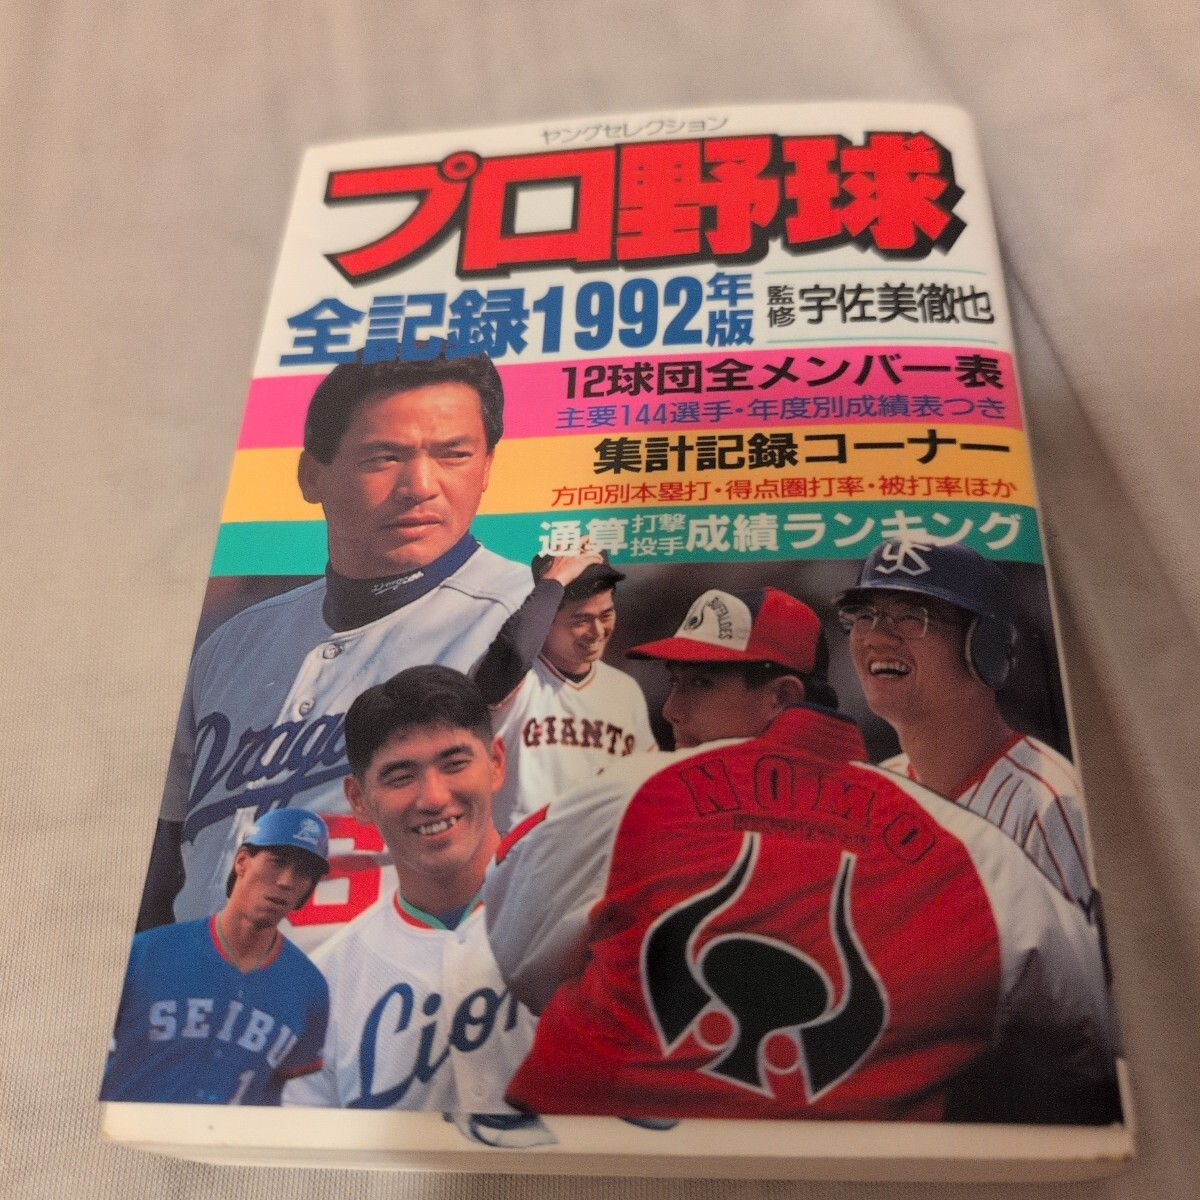 ヤングセレクション
プロ野球
全記録1992年版
監修 宇佐美徹也
12球団全メンバー表
主要144選手・年度別成績表つき
集計記録コーナー
方向別本塁打・得点圏打率・被打率ほか
通算打撃投手成績ランキング
YS
BUFFALOES
Dragons
GIANTS
NOMO
6
SEIBU
1
Lion